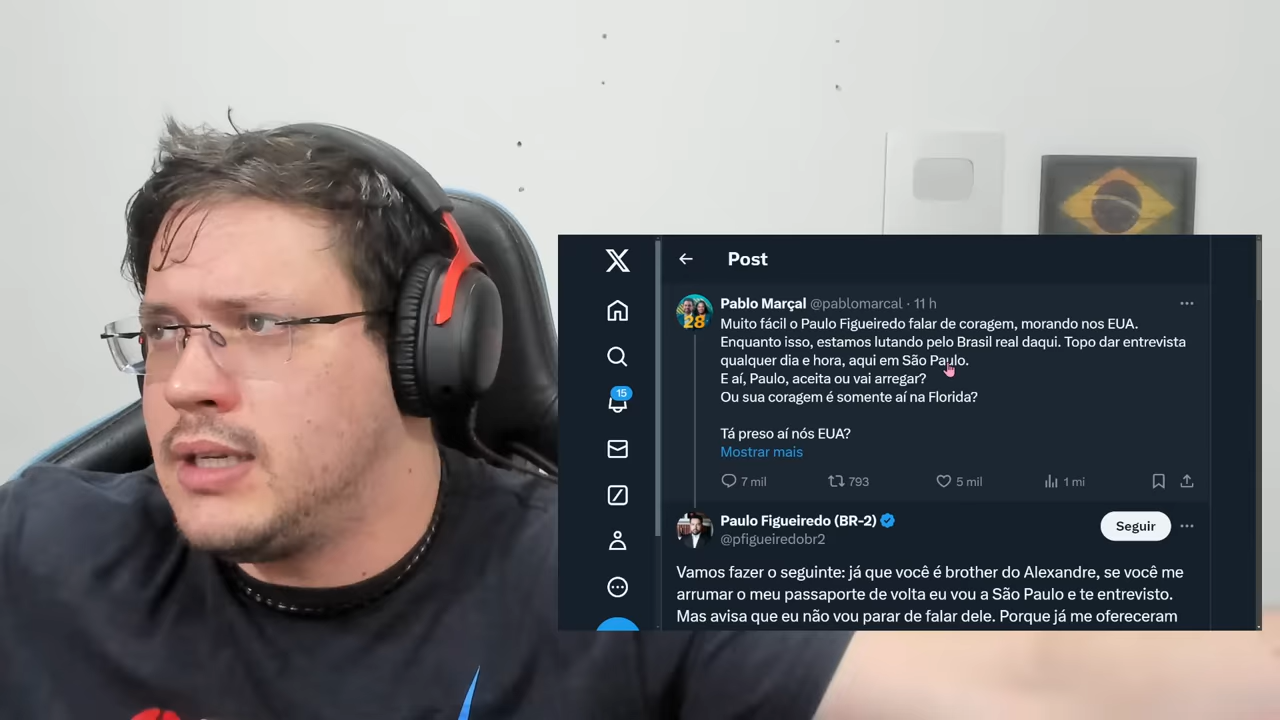 Post
Pablo Marçal @pablomarcal · 11 h
Muito fácil o Paulo Figueiredo falar de coragem, morando nos EUA.
Enquanto isso, estamos lutando pelo Brasil real daqui. Topo dar entrevista
qualquer dia e hora, aqui em São Paulo.
E aí, Paulo, aceita ou vai arregar?
Ou sua coragem é somente aí na Florida?
Tá preso aí nós EUA?
Mostrar mais
7 mil 793 5 mil 1 mi
15
28
Paulo Figueiredo (BR-2)
@pfigueiredobr2
Seguir
Vamos fazer o seguinte: já que você é brother do Alexandre, se você me
arrumar o meu passaporte de volta eu vou a São Paulo e te entrevisto.
Mas avisa que eu não vou parar de falar dele. Porque já me ofereceram